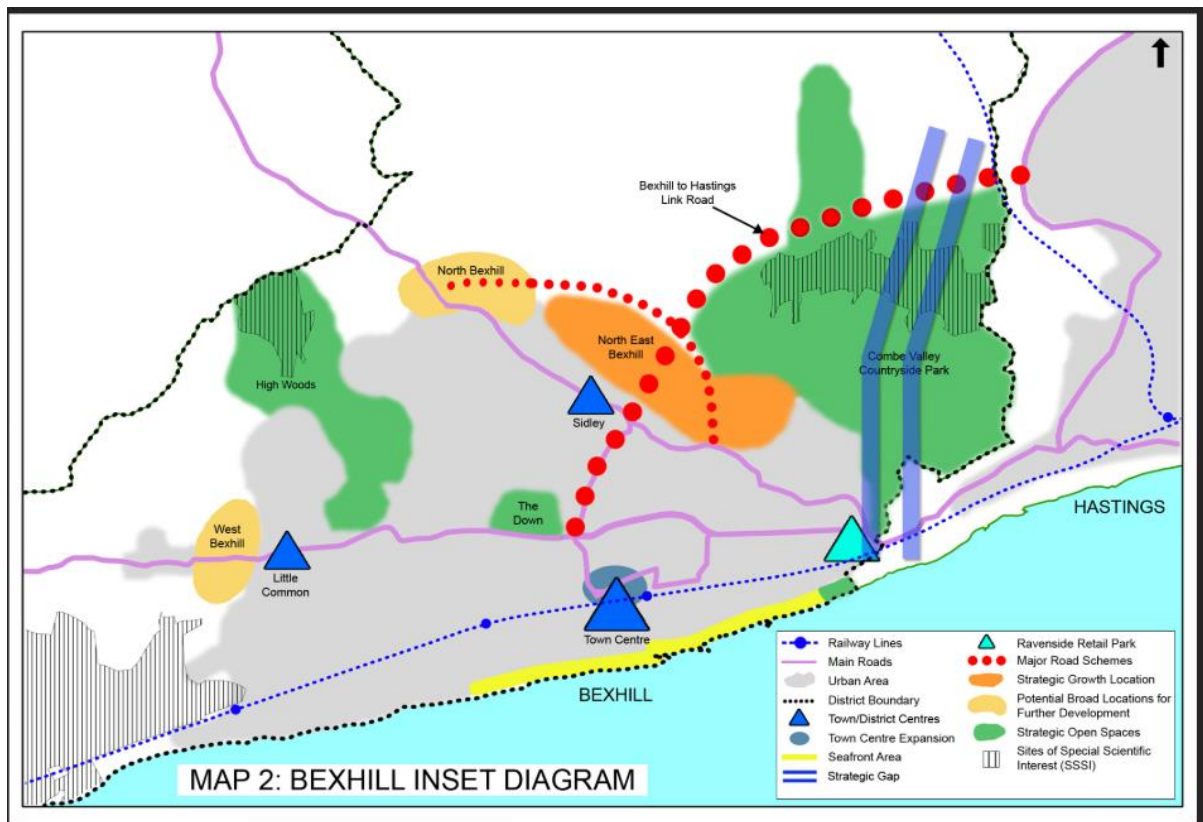 Bexhill to Hastings
Link Road
North Bexhill
North East
Bexhill
Combe Valley
Countryside Park
High Woods
Sidley
The
Down
West
Bexhill
Little
Common
Town Centre
HASTINGS
BEXHILL
MAP 2: BEXHILL INSET DIAGRAM
Railway Lines
Main Roads
Urban Area
District Boundary
Town/District Centres
Town Centre Expansion
Seafront Area
Strategic Gap
Ravenside Retail Park
Major Road Schemes
Strategic Growth Location
Potential Broad Locations for
Further Development
Strategic Open Spaces
Sites of Special Scientific
Interest (SSSI)